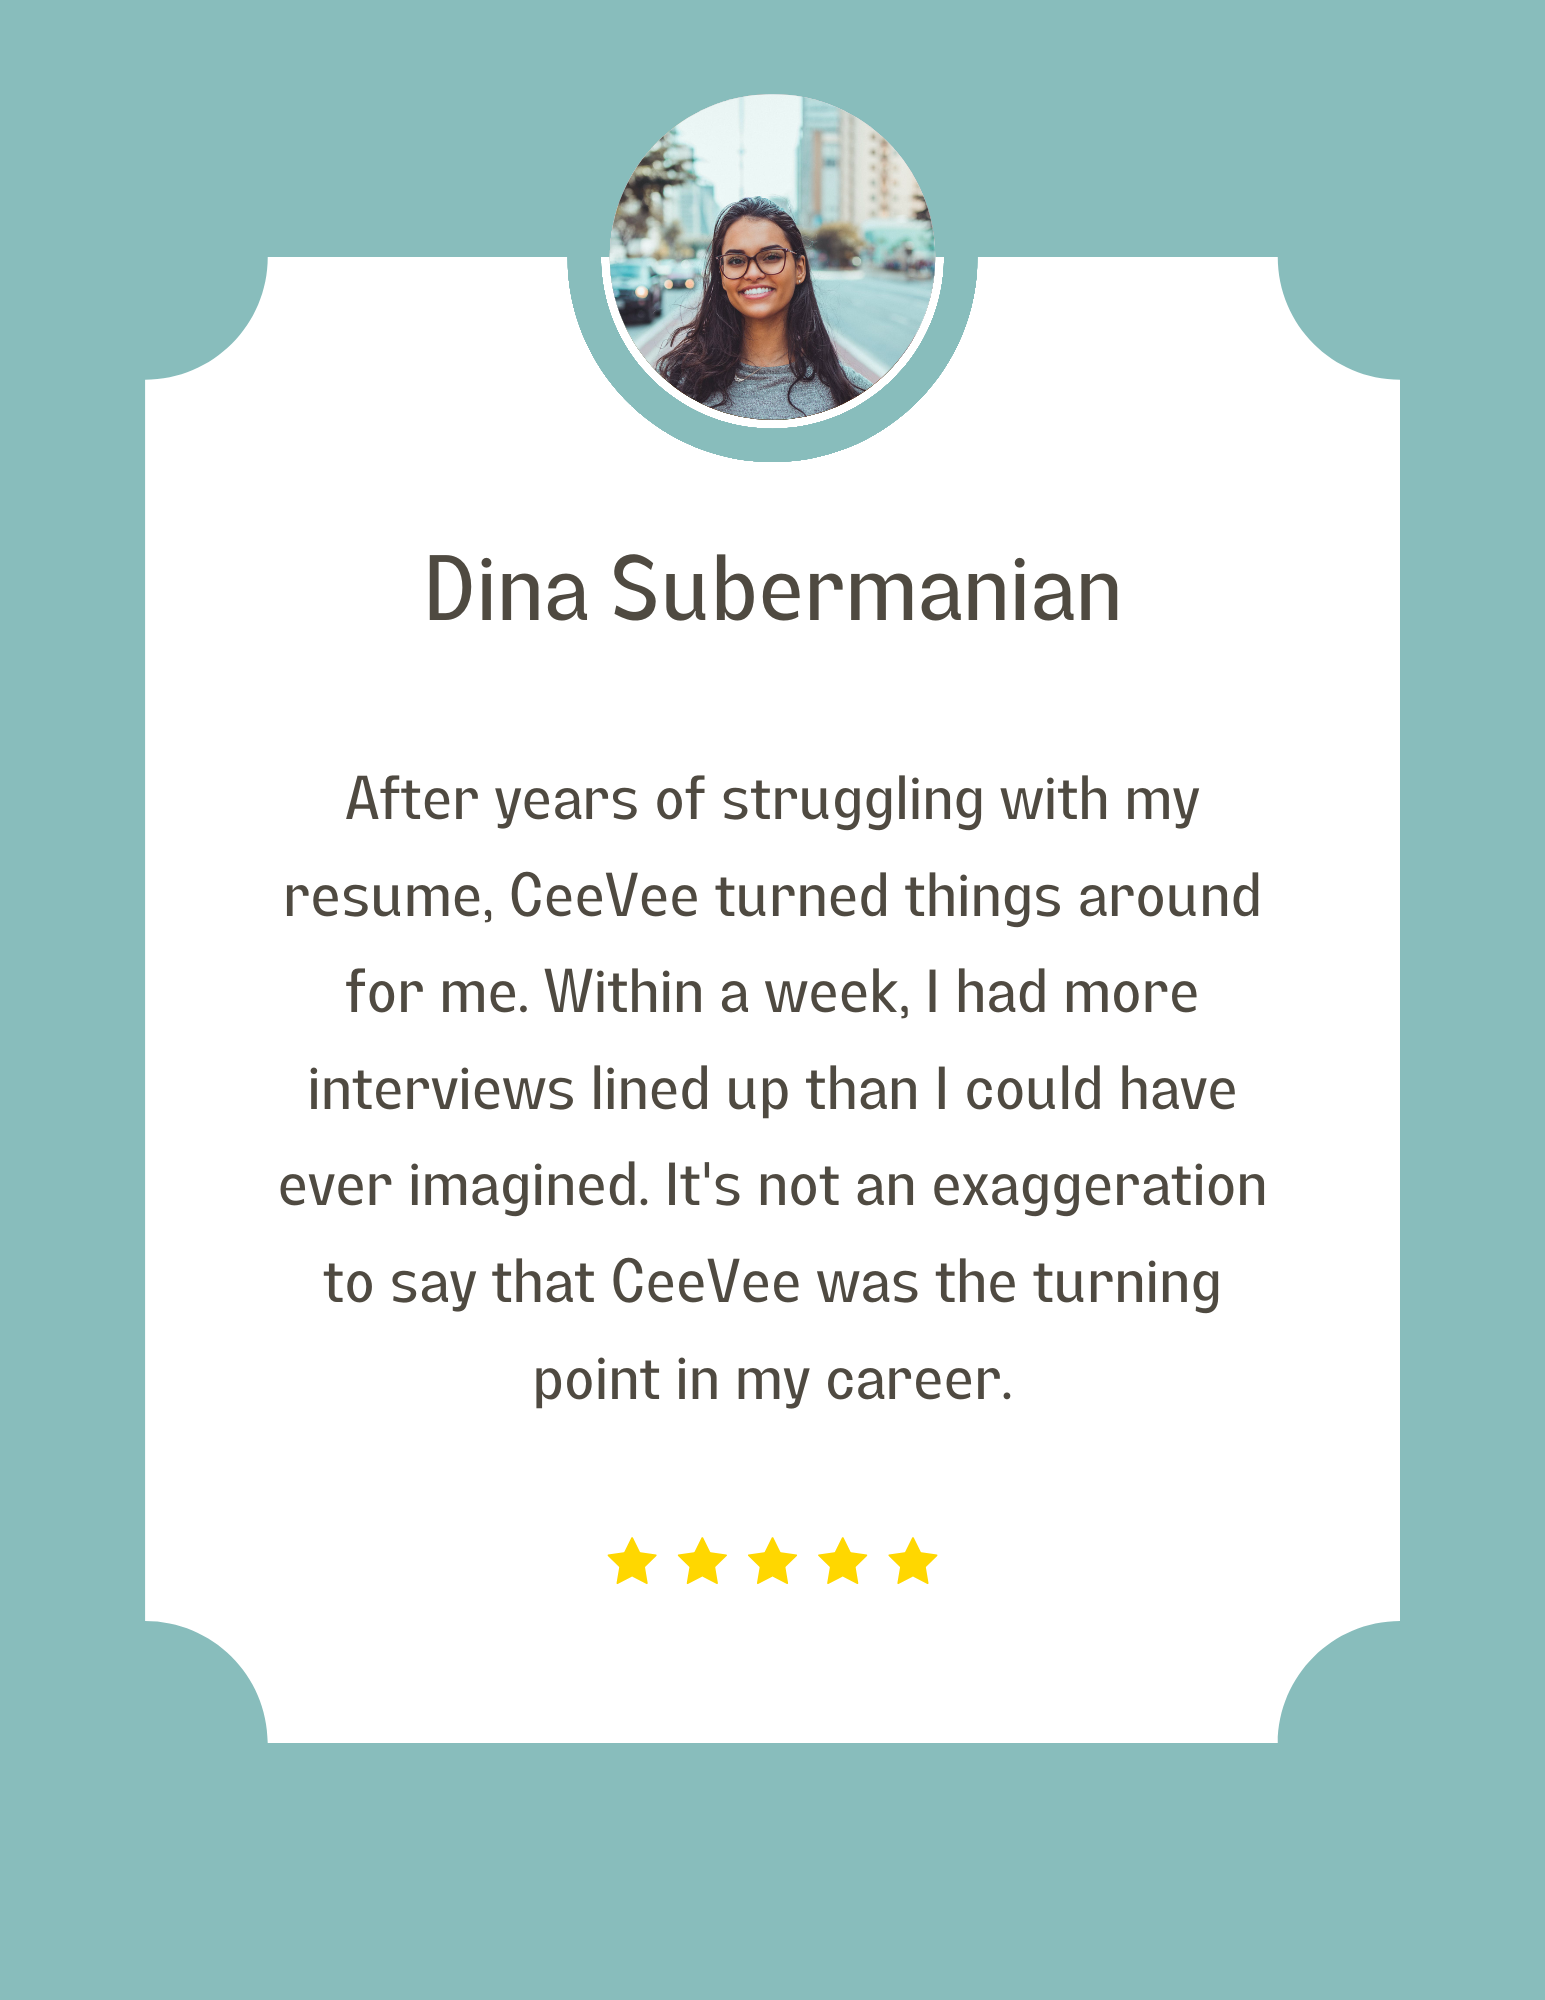 Dina Subermanian
After years of struggling with my
resume, CeeVee turned things around
for me. Within a week, I had more
interviews lined up than I could have
ever imagined. It's not an exaggeration
to say that CeeVee was the turning
point in my career.